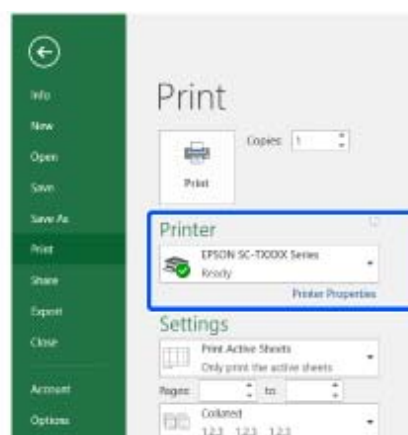 Info
New
Open
Save
Save As
Print
Share
Export
Close
Account
Options
Print
Copies: 1
Print
Printer
EPSON SC-TXXXX Series
Ready
Printer Properties
Settings
Print Active Sheets
Only print the active sheets
Pages: to
Collated
1,2,3 1,2,3 1,2,3